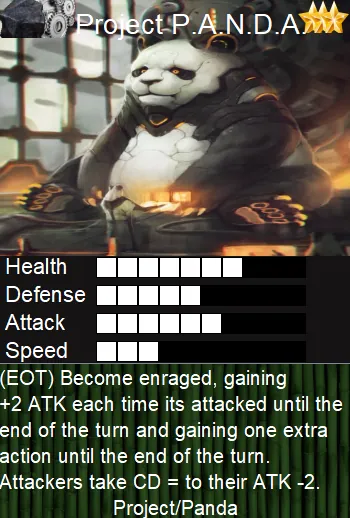 Project P.A.N.D.A.
Health
Defense
Attack
Speed
(EOT) Become enraged, gaining
+2 ATK each time its attacked until the
end of the turn and gaining one extra
action until the end of the turn.
Attackers take CD = to their ATK -2.
Project/Panda